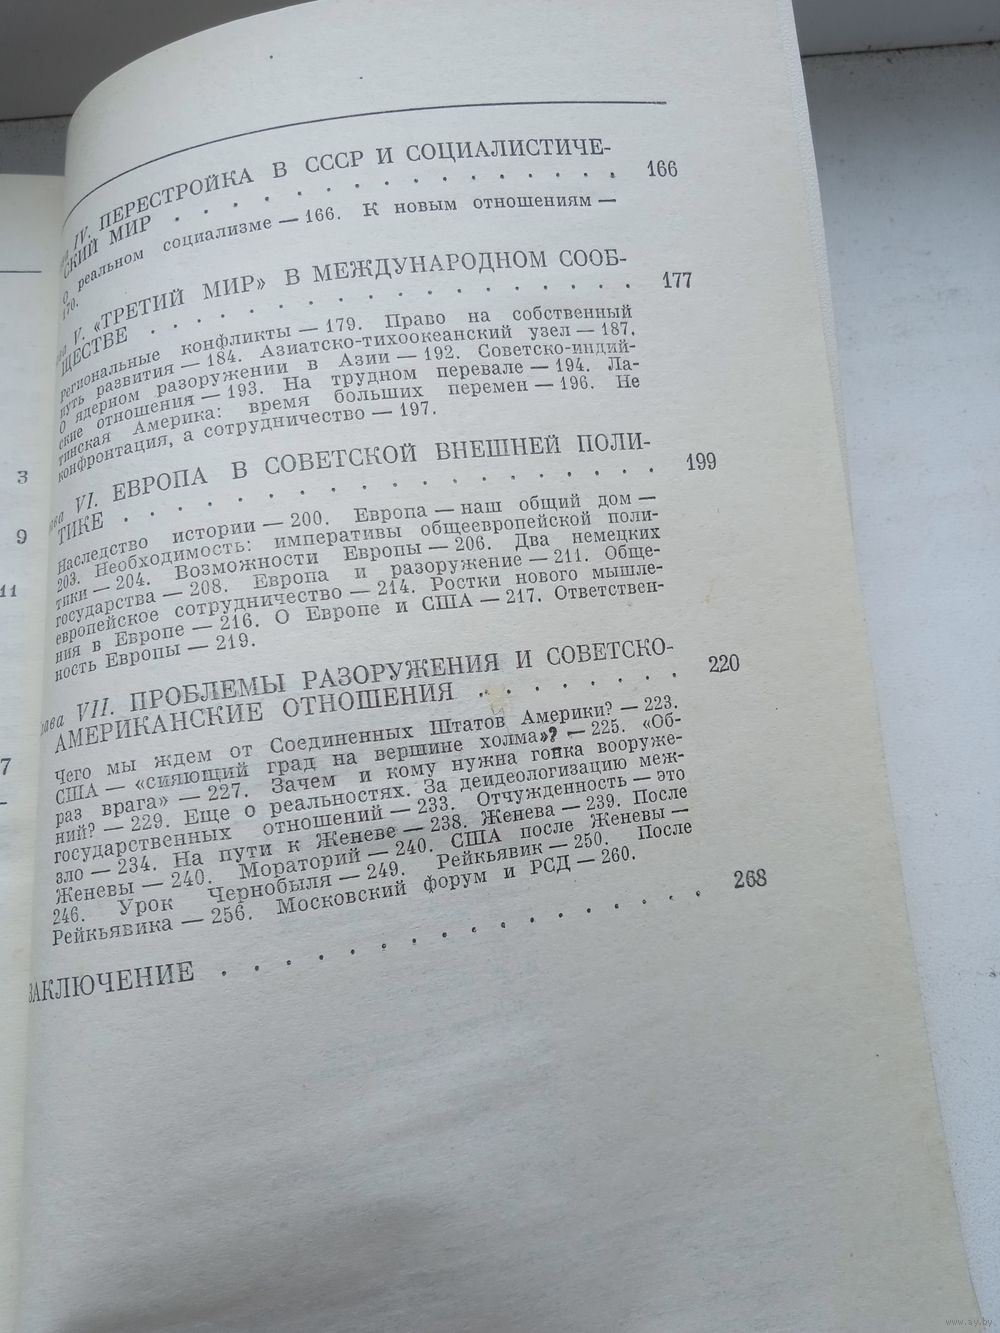 IV. ПЕРЕСТРОЙКА В СССР И СОЦИАЛИСТИЧЕ-
СКИЙ МИР . . . . . . . . . . . . . . . 166
О реальном социализме — 166. К новым отношениям —
170.
V. «ТРЕТИЙ МИР» В МЕЖДУНАРОДНОМ СООБ-
ЩЕСТВЕ . . . . . . . . . . . . . . . 177
Региональные конфликты — 179. Право на собственный
путь развития — 184. Азиатско-тихоокеанский узел — 187.
О ядерном разоружении в Азии — 192. Советско-индий-
ские отношения — 193. На трудном перевале — 194. Ла-
тинская Америка: время больших перемен — 196. Не
конфронтация, а сотрудничество — 197.
ва VI. ЕВРОПА В СОВЕТСКОЙ ВНЕШНЕЙ ПОЛИ-
ТИКЕ . . . . . . . . . . . . . . . . 199
Наследство истории — 200. Европа — наш общий дом —
203. Необходимость: императивы общеевропейской поли-
тики — 204. Возможности Европы — 206. Два немецких
государства — 208. Европа и разоружение — 211. Обще-
европейское сотрудничество — 214. Ростки нового мышле-
ния в Европе — 216. О Европе и США — 217. Ответствен-
ность Европы — 219.
лава VII. ПРОБЛЕМЫ РАЗОРУЖЕНИЯ И СОВЕТСКО-
АМЕРИКАНСКИЕ ОТНОШЕНИЯ . . . . . . . . 220
Чего мы ждем от Соединенных Штатов Америки? — 223.
США — «сияющий град на вершине холма»? — 225. «Об-
раз врага» — 227. Зачем и кому нужна гонка вооруже-
ний? — 229. Еще о реальностях. За деидеологизацию меж-
государственных отношений — 233. Отчужденность — это
зло — 234. На пути к Женеве — 238. Женева — 239. После
Женевы — 240. Мораторий — 240. США после Женевы —
246. Урок Чернобыля — 249. Рейкьявик — 250. После
Рейкьявика — 256. Московский форум и РСД — 260.
ЗАКЛЮЧЕНИЕ . . . . . . . . . . . . . . . 268
3
9
11
7
www.ay.by